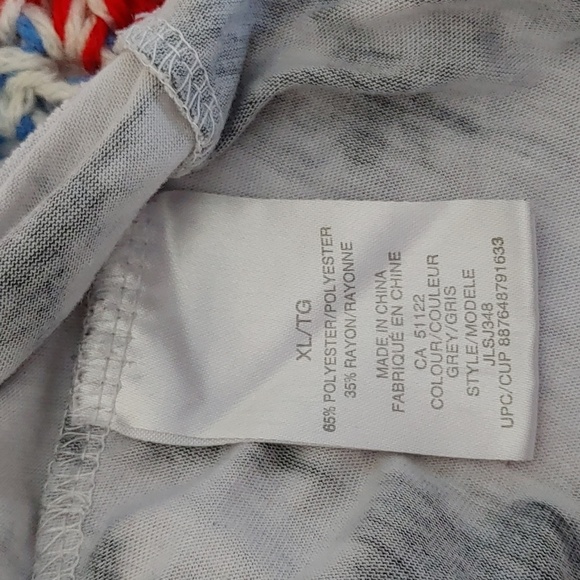 XL/TG
65% POLYESTER/POLYESTER
35% RAYON/RAYONNE
MADE IN CHINA
FABRIQUÉ EN CHINE
CA 51122
COLOUR/COULEUR
GREY/GRIS
STYLE/MODELE
JLSJ348
UPC/CUP 887648791633